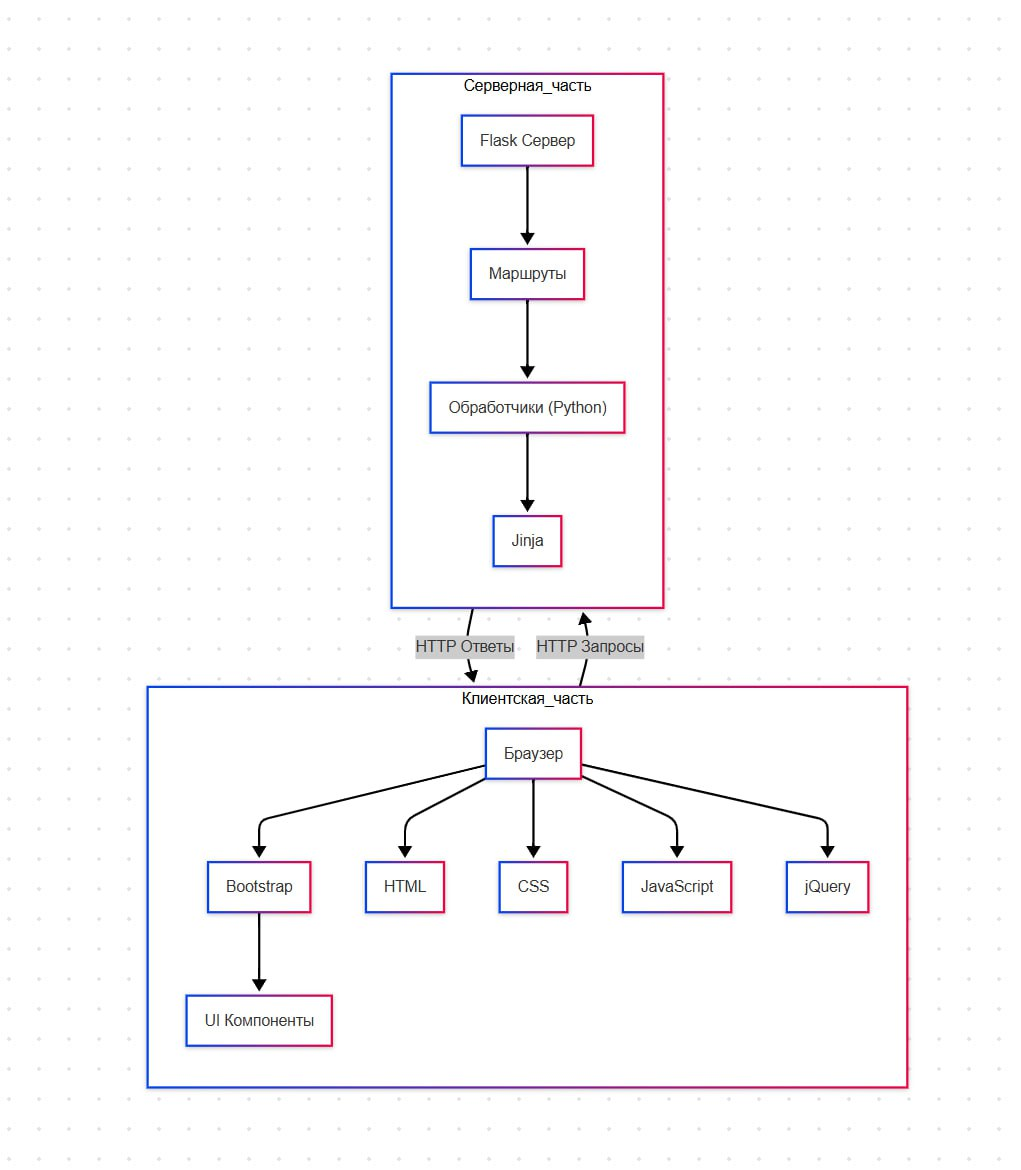 Серверная_часть
Flask Сервер
Маршруты
Обработчики (Python)
Jinja
HTTP Ответы
HTTP Запросы
Клиентская_часть
Браузер
Bootstrap
HTML
CSS
JavaScript
jQuery
UI Компоненты